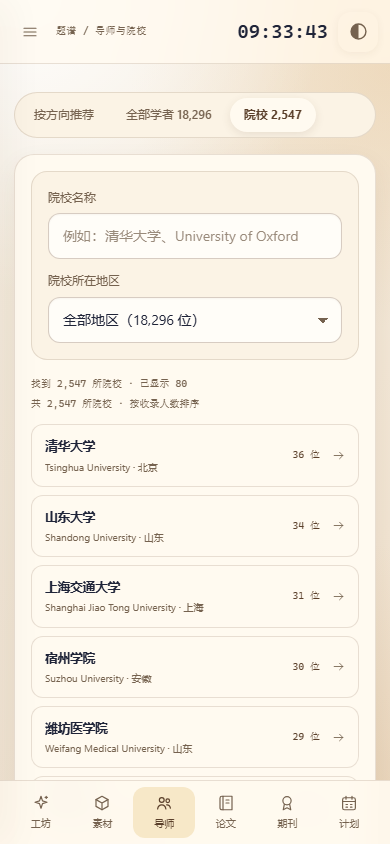 题谱 / 导师与院校
09:33:43
按方向推荐
全部学者 18,296
院校 2,547
院校名称
例如：清华大学、University of Oxford
院校所在地区
全部地区（18,296 位）
找到 2,547 所院校 · 已显示 80
共 2,547 所院校 · 按收录人数排序
清华大学
Tsinghua University · 北京
36 位
山东大学
Shandong University · 山东
34 位
上海交通大学
Shanghai Jiao Tong University · 上海
31 位
宿州学院
Suzhou University · 安徽
30 位
潍坊医学院
Weifang Medical University · 山东
29 位
工坊
素材
导师
论文
期刊
计划